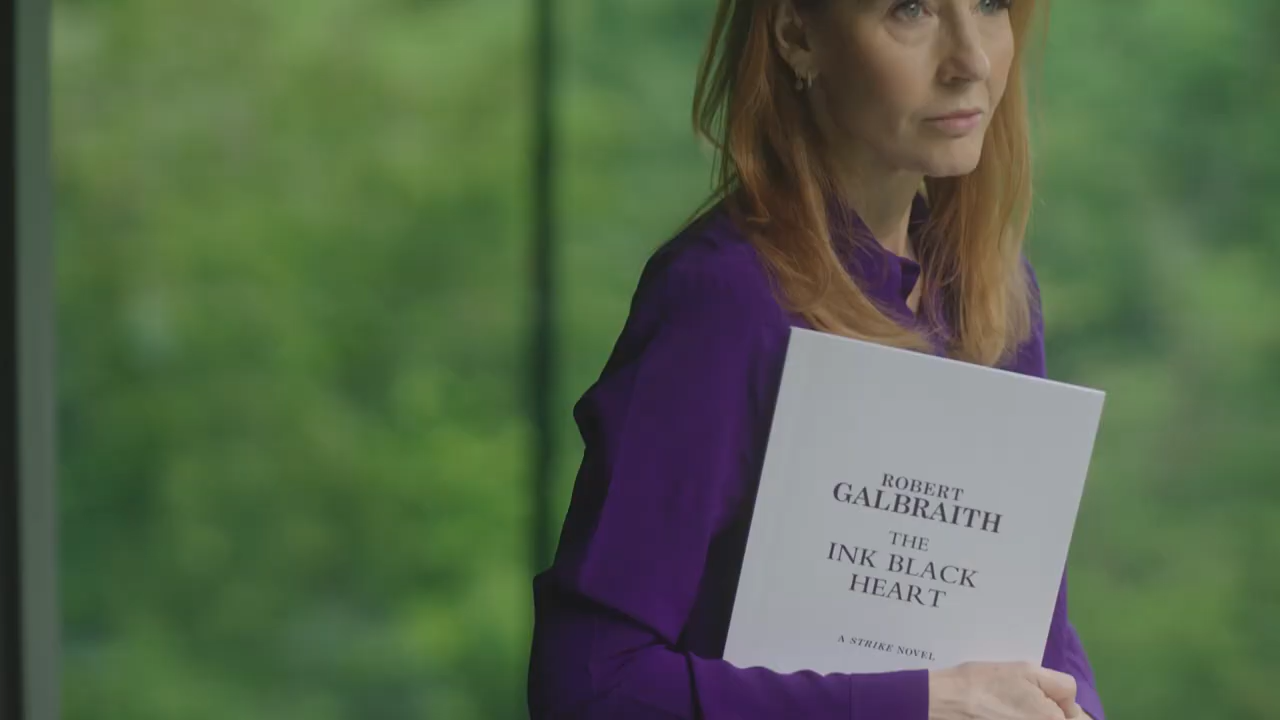 ROBERT
GALBRAITH
THE
INK BLACK
HEART
A STRIKE NOVEL